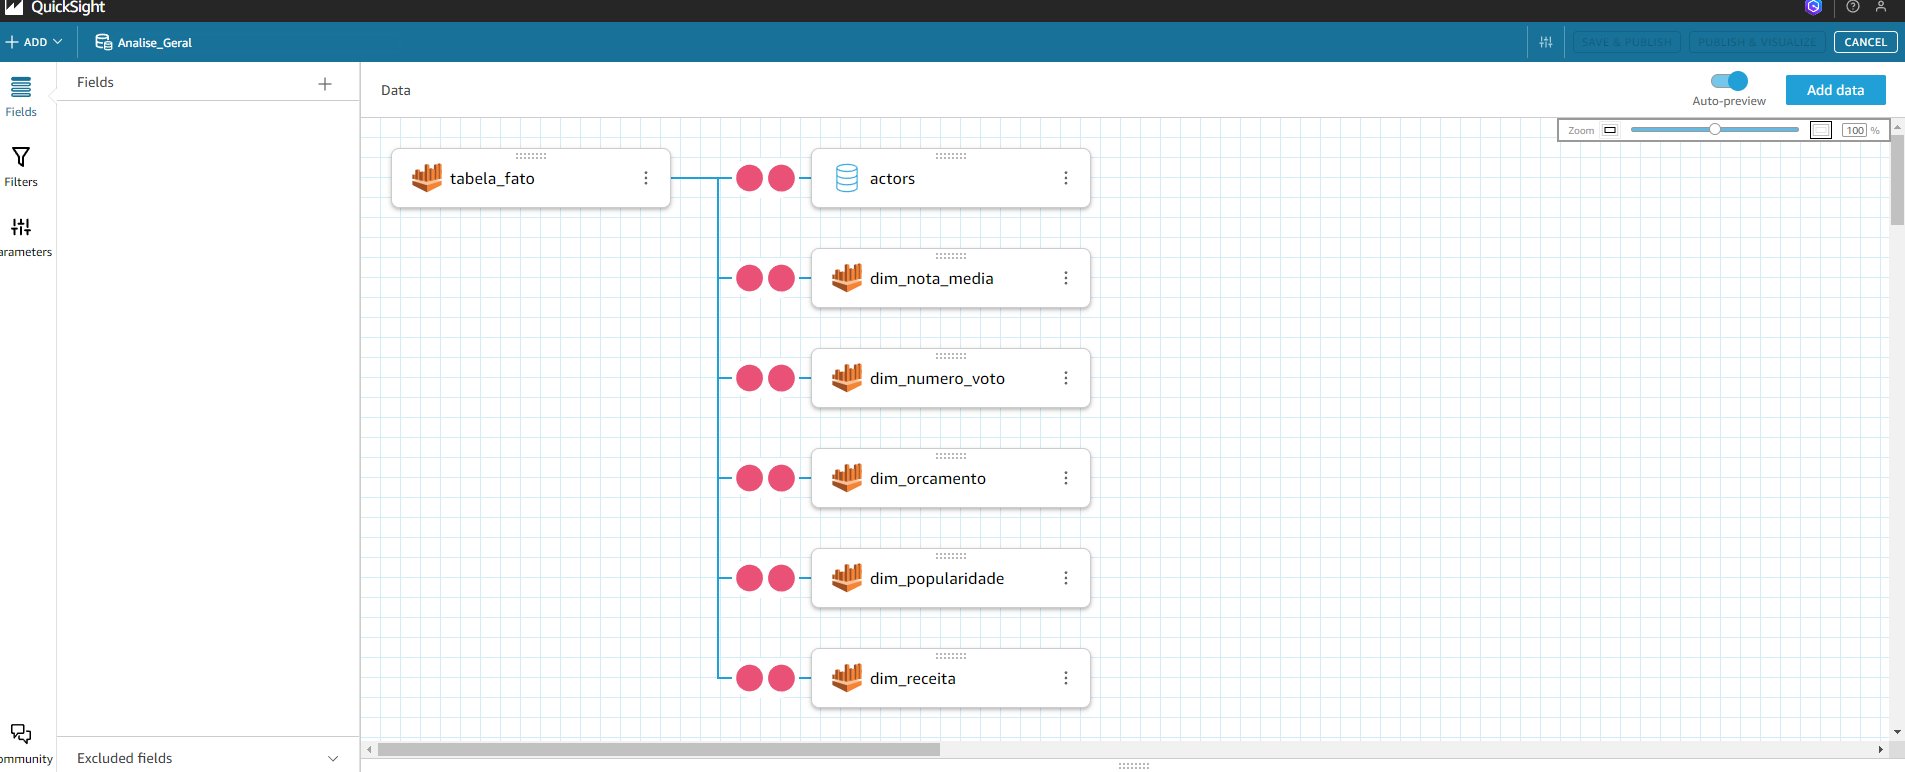 QuickSight
ADD
Analise_Geral
SAVE & PUBLISH
PUBLISH & VISUALIZE
CANCEL
Fields
Fields
Filters
arameters
ommunity
Excluded fields
Data
Auto-preview
Add data
Zoom
100 %
tabela_fato
actors
dim_nota_media
dim_numero_voto
dim_orcamento
dim_popularidade
dim_receita